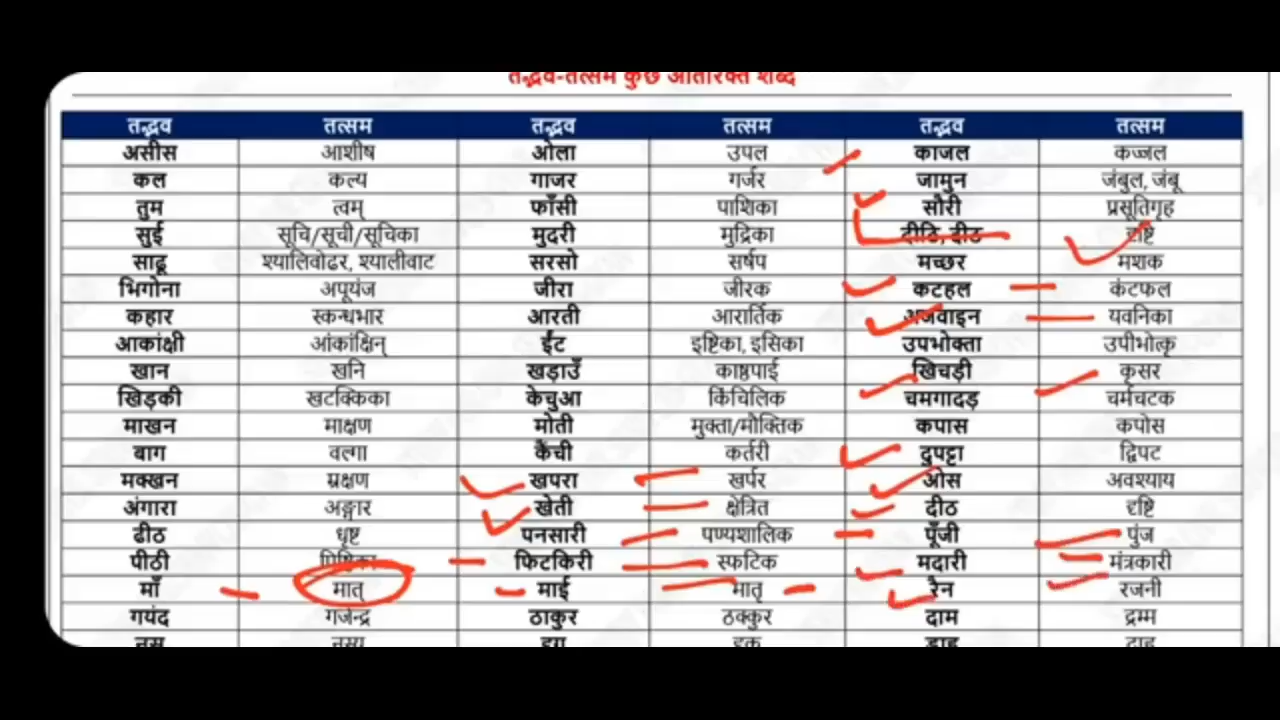 तद्भव-तत्सम कुछ अतिरिक्त शब्द
तद्भव तत्सम तद्भव तत्सम तद्भव तत्सम
असीस आशीष ओला उपल काजल कज्जल
कल कल्य गाजर गर्जर जामुन जंबुल, जंबू
तुम त्वम् फाँसी पाशिका सौरी प्रसूतिगृह
सुई सूचि/सूची/सूचिका मुदरी मुद्रिका दीठि, दीठ दृष्टि
साढू श्यालिवोढर, श्यालीवाट सरसो सर्षप मच्छर मशक
भिगोना अपूयंज जीरा जीरक कटहल कंटफल
कहार स्कन्धभार आरती आरार्तिक अजवाइन यवनिका
आकांक्षी आंकांक्षिन् ईंट इष्टिका, इसिका उपभोक्ता उपीभोत्कृ
खान खनि खड़ाउँ काष्ठपाई खिचड़ी कृसर
खिड़की खटक्किका केचुआ किंचिलिक चमगादड़ चर्मचटक
माखन माक्षण मोती मुक्ता/मौक्तिक कपास कपोस
बाग वल्गा कैंची कर्तरी दुपट्टा द्विपट
मक्खन म्रक्षण खपरा खर्पर ओस अवश्याय
अंगारा अङ्गार खेती क्षेत्रित दीठ दृष्टि
ढीठ धृष्ट पनसारी पण्यशालिक पूँजी पुंज
पीठी पिष्टिका फिटकिरी स्फटिक मदारी मंत्रकारी
माँ मातृ माई मातृ रैन रजनी
गयंद गजेन्द्र ठाकुर ठक्कुर दाम द्रम्म